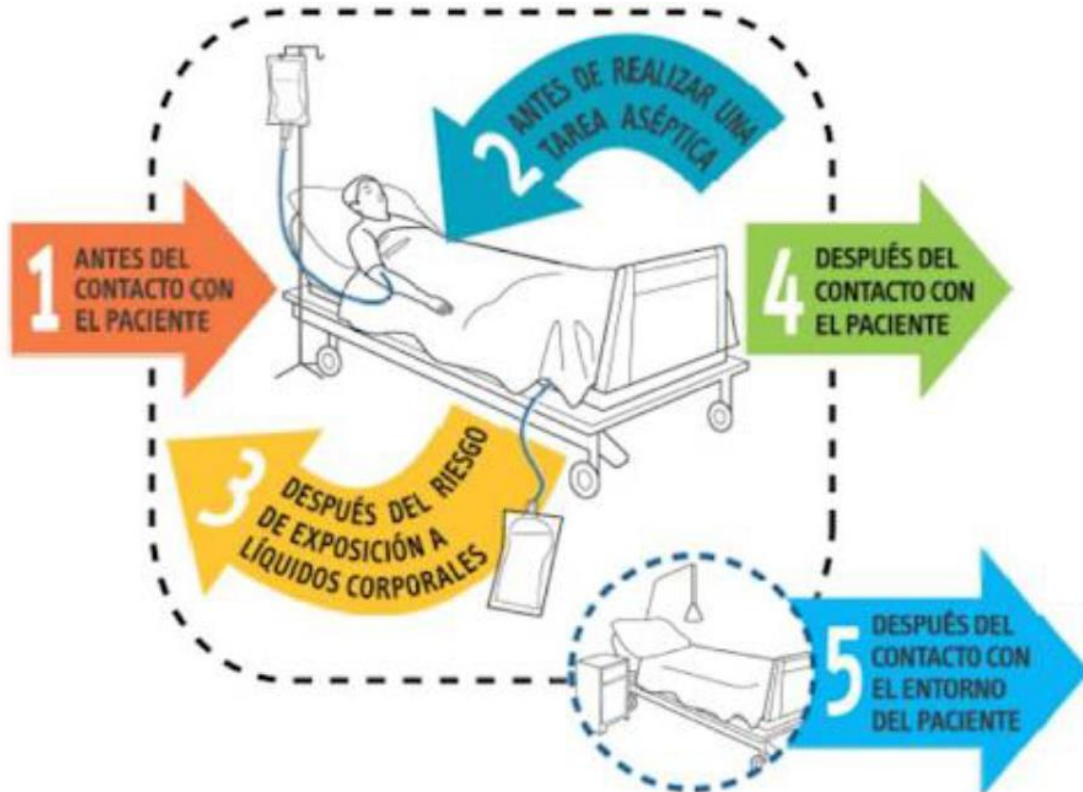 1
ANTES DEL
CONTACTO CON
EL PACIENTE
2
ANTES DE REALIZAR UNA
TAREA ASÉPTICA
3
DESPUÉS DEL RIESGO
DE EXPOSICIÓN A
LÍQUIDOS CORPORALES
4
DESPUÉS DEL
CONTACTO CON
EL PACIENTE
5
DESPUÉS DEL
CONTACTO CON
EL ENTORNO
DEL PACIENTE